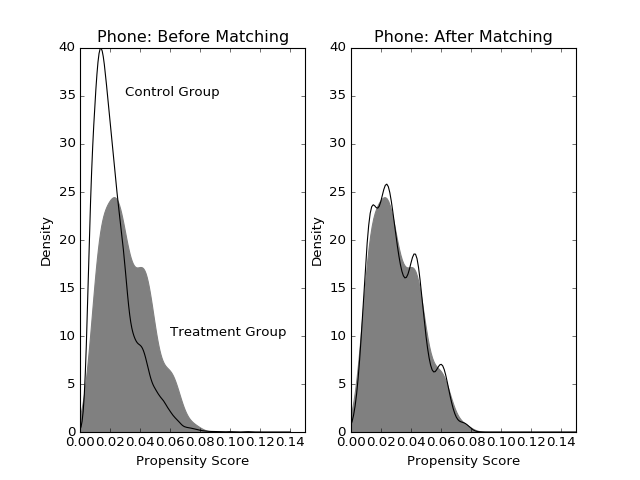 Phone: Before Matching
40
35
30
25
20
15
10
5
0
Density
Control Group
Treatment Group
0.00 0.02 0.04 0.06 0.08 0.10 0.12 0.14
Propensity Score
Phone: After Matching
40
35
30
25
20
15
10
5
0
Density
0.00 0.02 0.04 0.06 0.08 0.10 0.12 0.14
Propensity Score